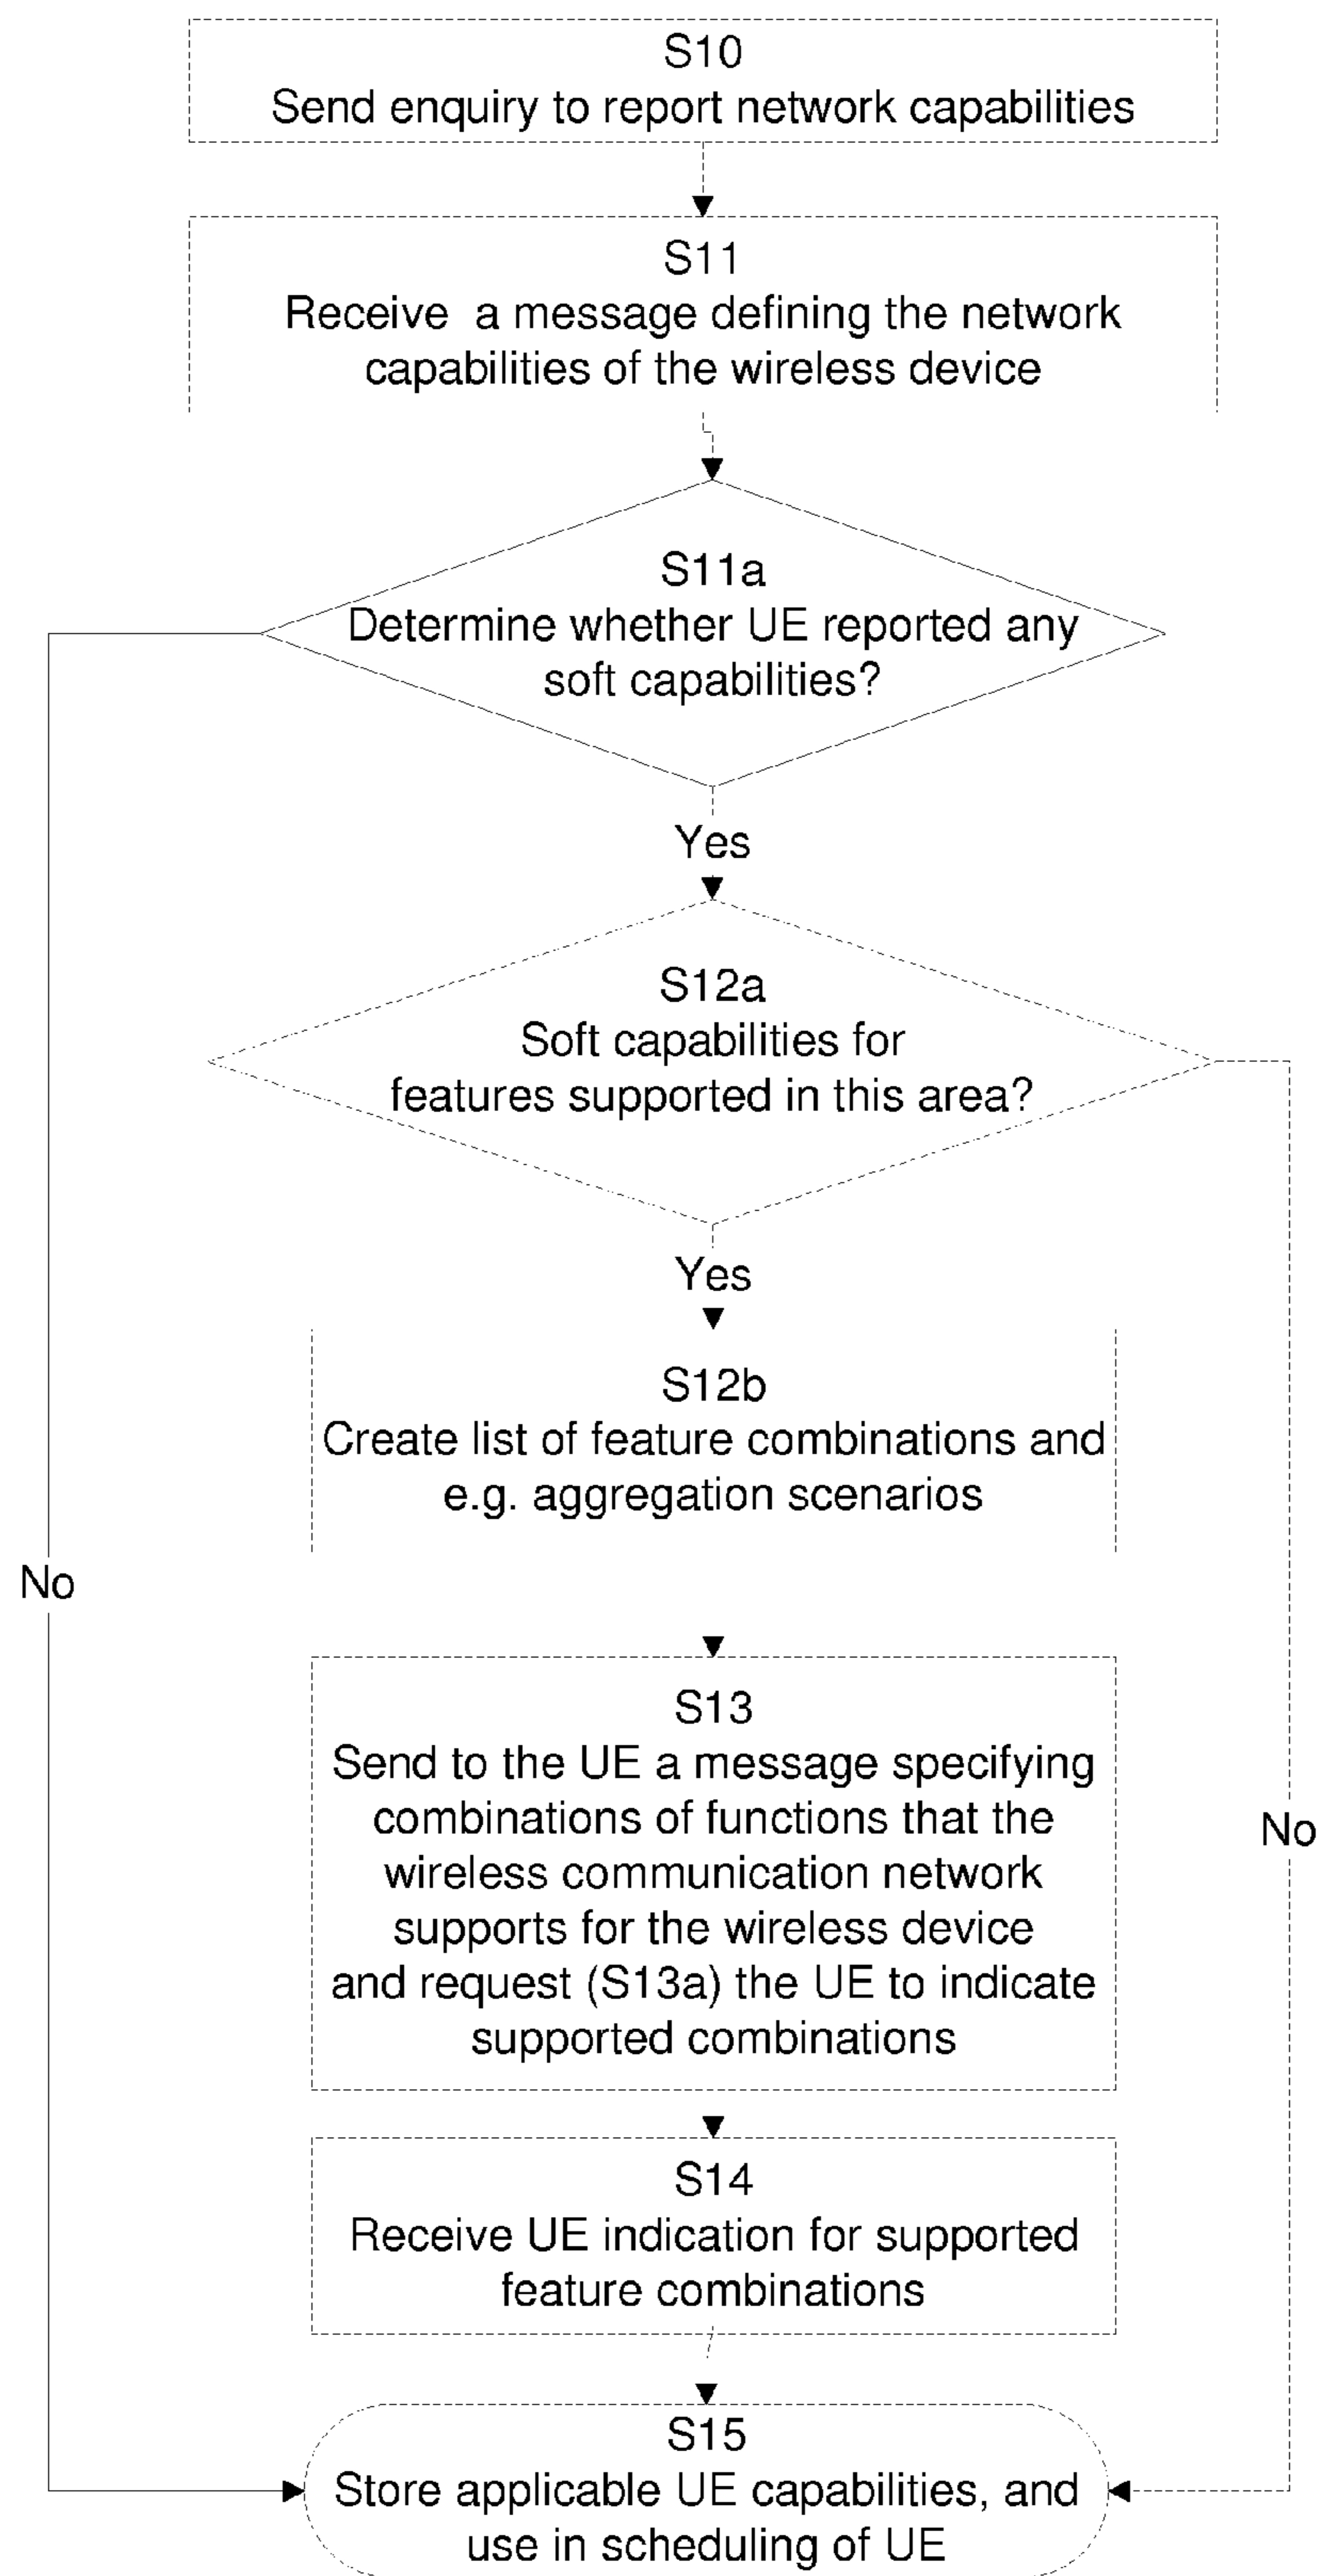 S10
Send enquiry to report network capabilities
S11
Receive a message defining the network
capabilities of the wireless device
S11a
Determine whether UE reported any
soft capabilities?
Yes
S12a
Soft capabilities for
features supported in this area?
Yes
S12b
Create list of feature combinations and
e.g. aggregation scenarios
No
S13
Send to the UE a message specifying
combinations of functions that the
wireless communication network
supports for the wireless device
and request (S13a) the UE to indicate
supported combinations
No
S14
Receive UE indication for supported
feature combinations
S15
Store applicable UE capabilities, and
use in scheduling of UE